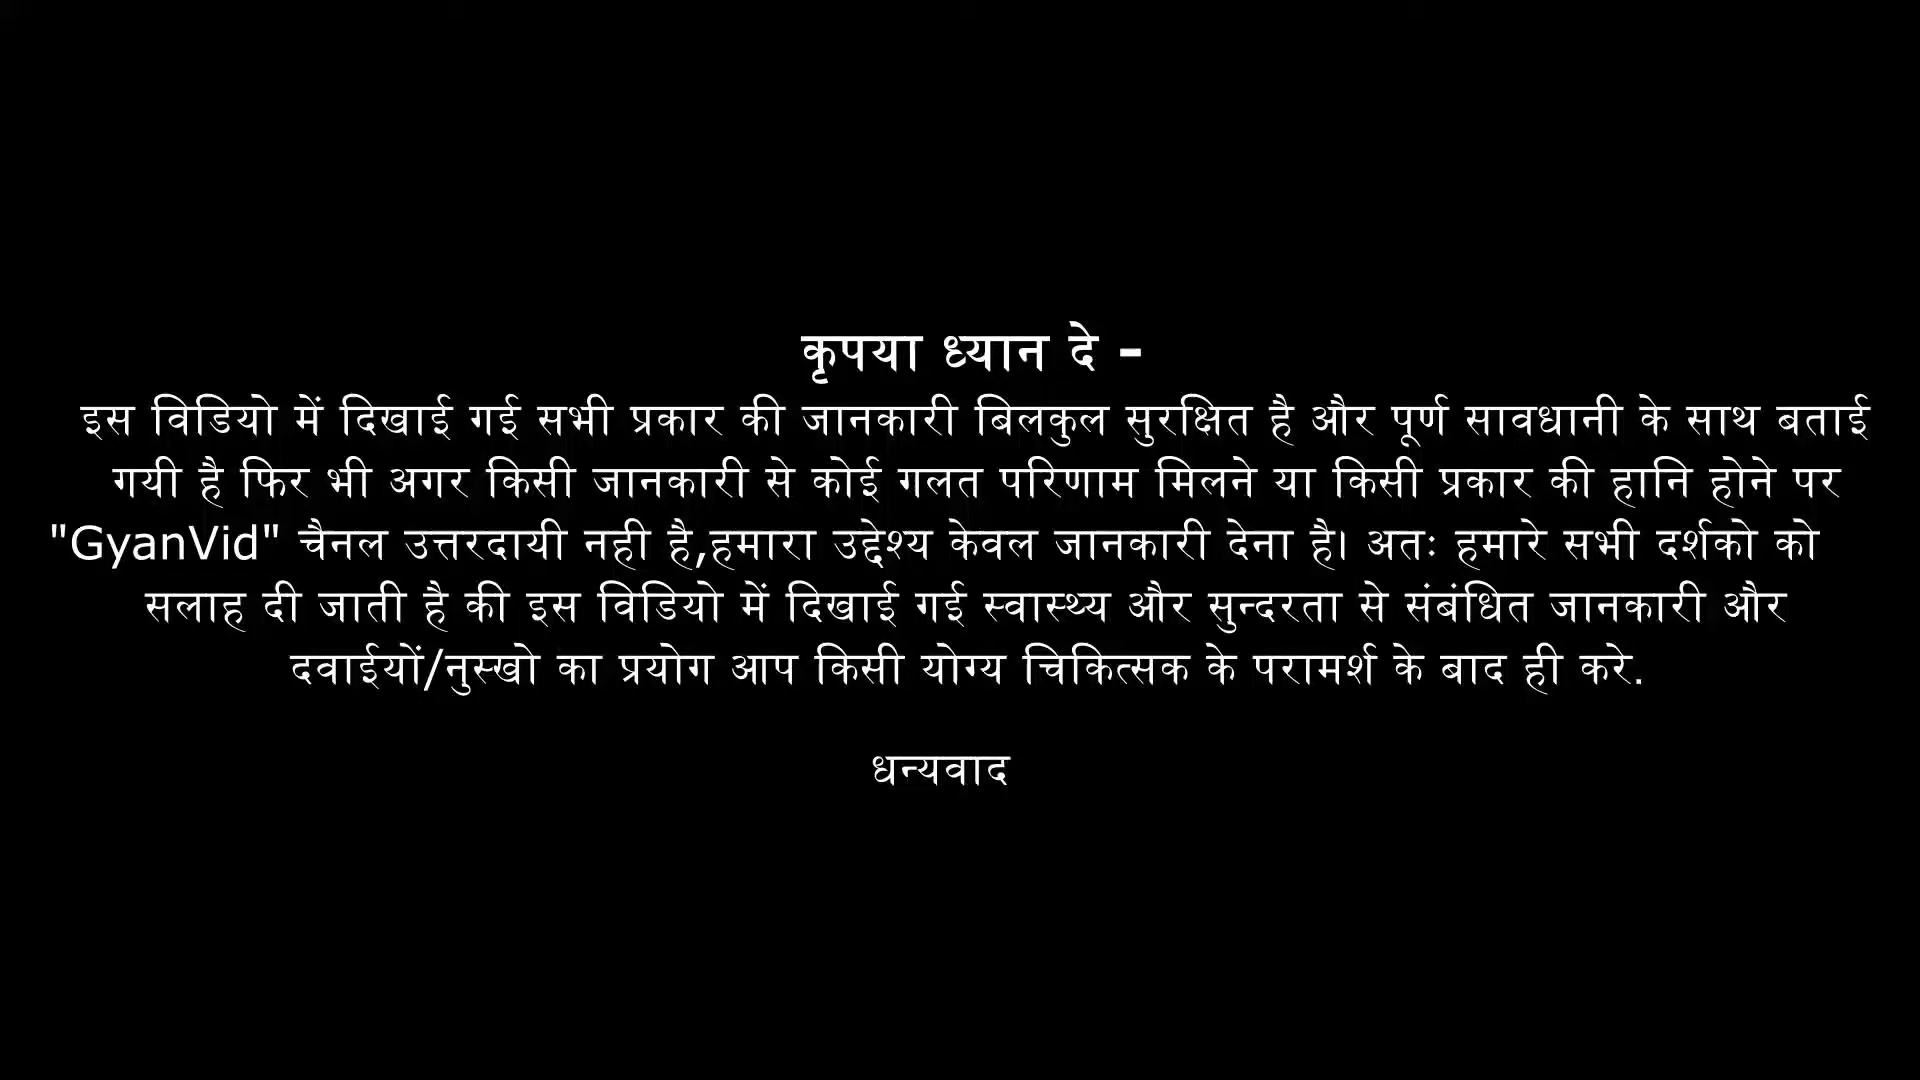 कृपया ध्यान दे -
इस विडियो में दिखाई गई सभी प्रकार की जानकारी बिलकुल सुरक्षित है और पूर्ण सावधानी के साथ बताई
गयी है फिर भी अगर किसी जानकारी से कोई गलत परिणाम मिलने या किसी प्रकार की हानि होने पर
"GyanVid" चैनल उत्तरदायी नही है,हमारा उद्देश्य केवल जानकारी देना है। अतः हमारे सभी दर्शको को
सलाह दी जाती है की इस विडियो में दिखाई गई स्वास्थ्य और सुन्दरता से संबंधित जानकारी और
दवाईयों/नुस्खो का प्रयोग आप किसी योग्य चिकित्सक के परामर्श के बाद ही करे.
धन्यवाद